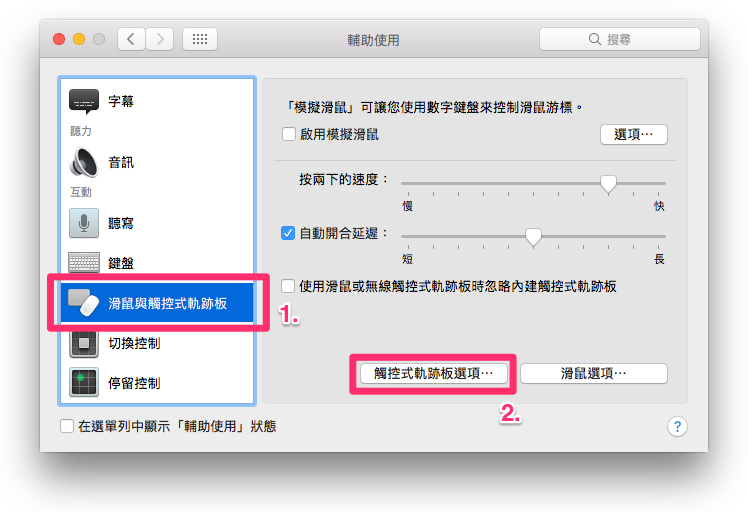 輔助使用
搜尋
字幕
聽力
音訊
互動
聽寫
鍵盤
滑鼠與觸控式軌跡板
1.
切換控制
停留控制
「模擬滑鼠」可讓您使用數字鍵盤來控制滑鼠游標。
啟用模擬滑鼠
選項⋯
按兩下的速度：
慢
快
自動開合延遲：
短
長
使用滑鼠或無線觸控式軌跡板時忽略內建觸控式軌跡板
觸控式軌跡板選項⋯
滑鼠選項⋯
2.
在選單列中顯示「輔助使用」狀態
?